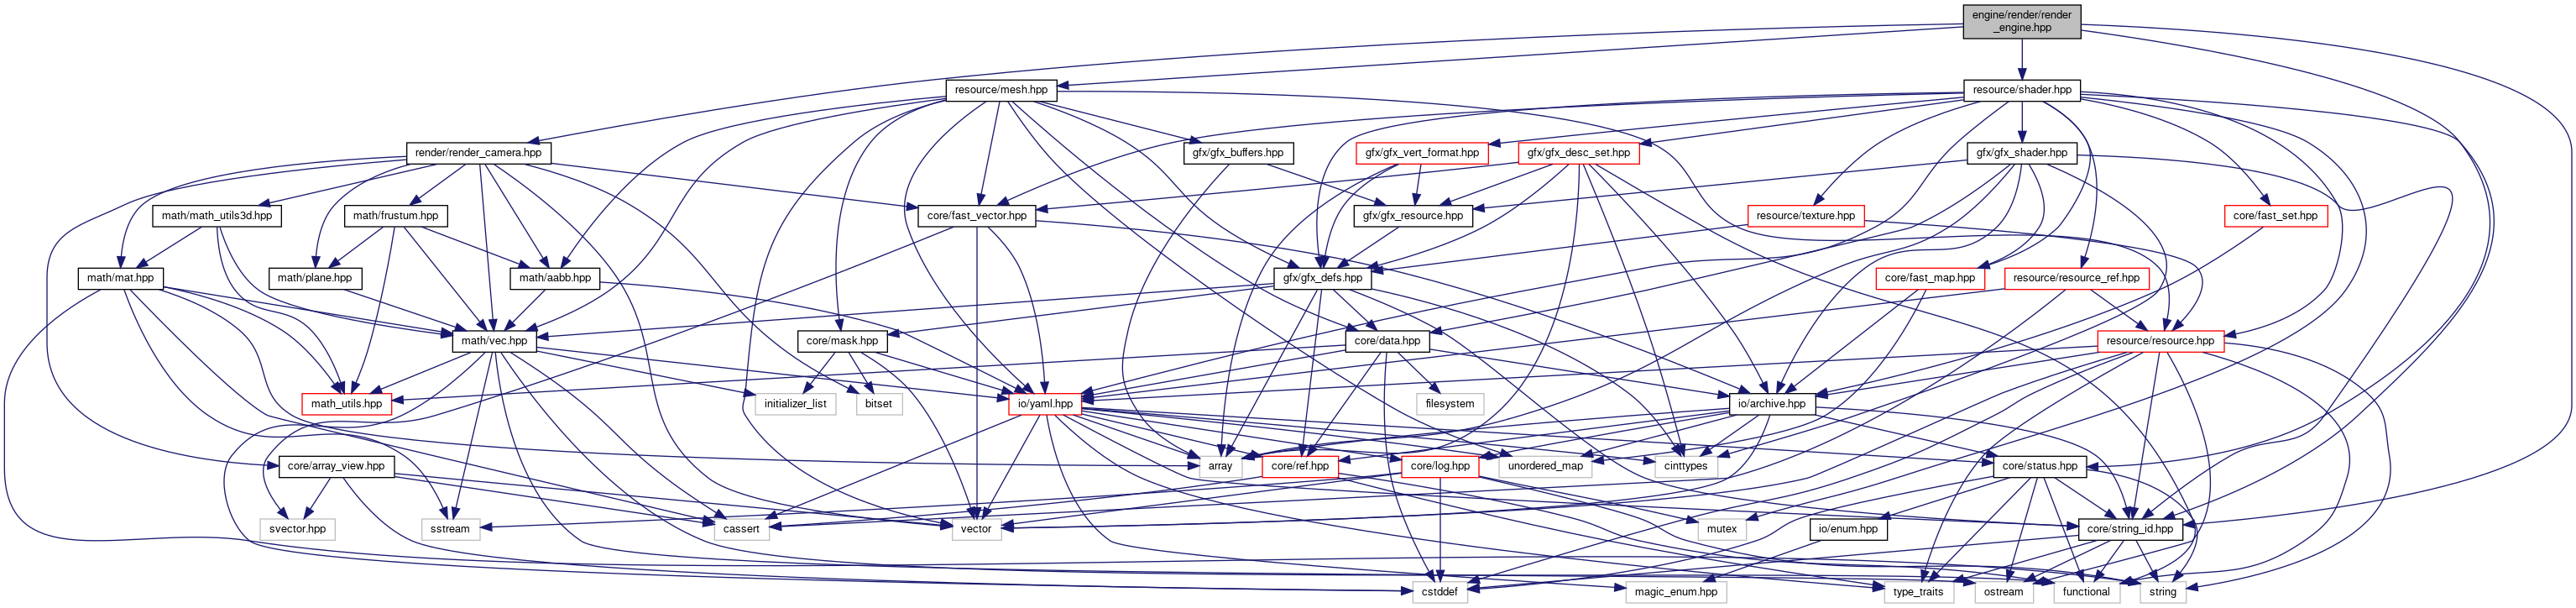 engine/render/render
_engine.hpp
resource/mesh.hpp
resource/shader.hpp
render/render_camera.hpp
gfx/gfx_buffers.hpp
gfx/gfx_vert_format.hpp
gfx/gfx_desc_set.hpp
gfx/gfx_shader.hpp
math/math_utils3d.hpp
math/frustum.hpp
core/fast_vector.hpp
gfx/gfx_resource.hpp
resource/texture.hpp
core/fast_set.hpp
math/mat.hpp
math/plane.hpp
math/aabb.hpp
gfx/gfx_defs.hpp
core/fast_map.hpp
resource/resource_ref.hpp
math/vec.hpp
core/mask.hpp
core/data.hpp
resource/resource.hpp
math_utils.hpp
initializer_list
bitset
io/yaml.hpp
filesystem
io/archive.hpp
core/array_view.hpp
array
core/ref.hpp
core/log.hpp
unordered_map
cinttypes
core/status.hpp
svector.hpp
sstream
cassert
vector
mutex
io/enum.hpp
core/string_id.hpp
cstddef
magic_enum.hpp
type_traits
ostream
functional
string